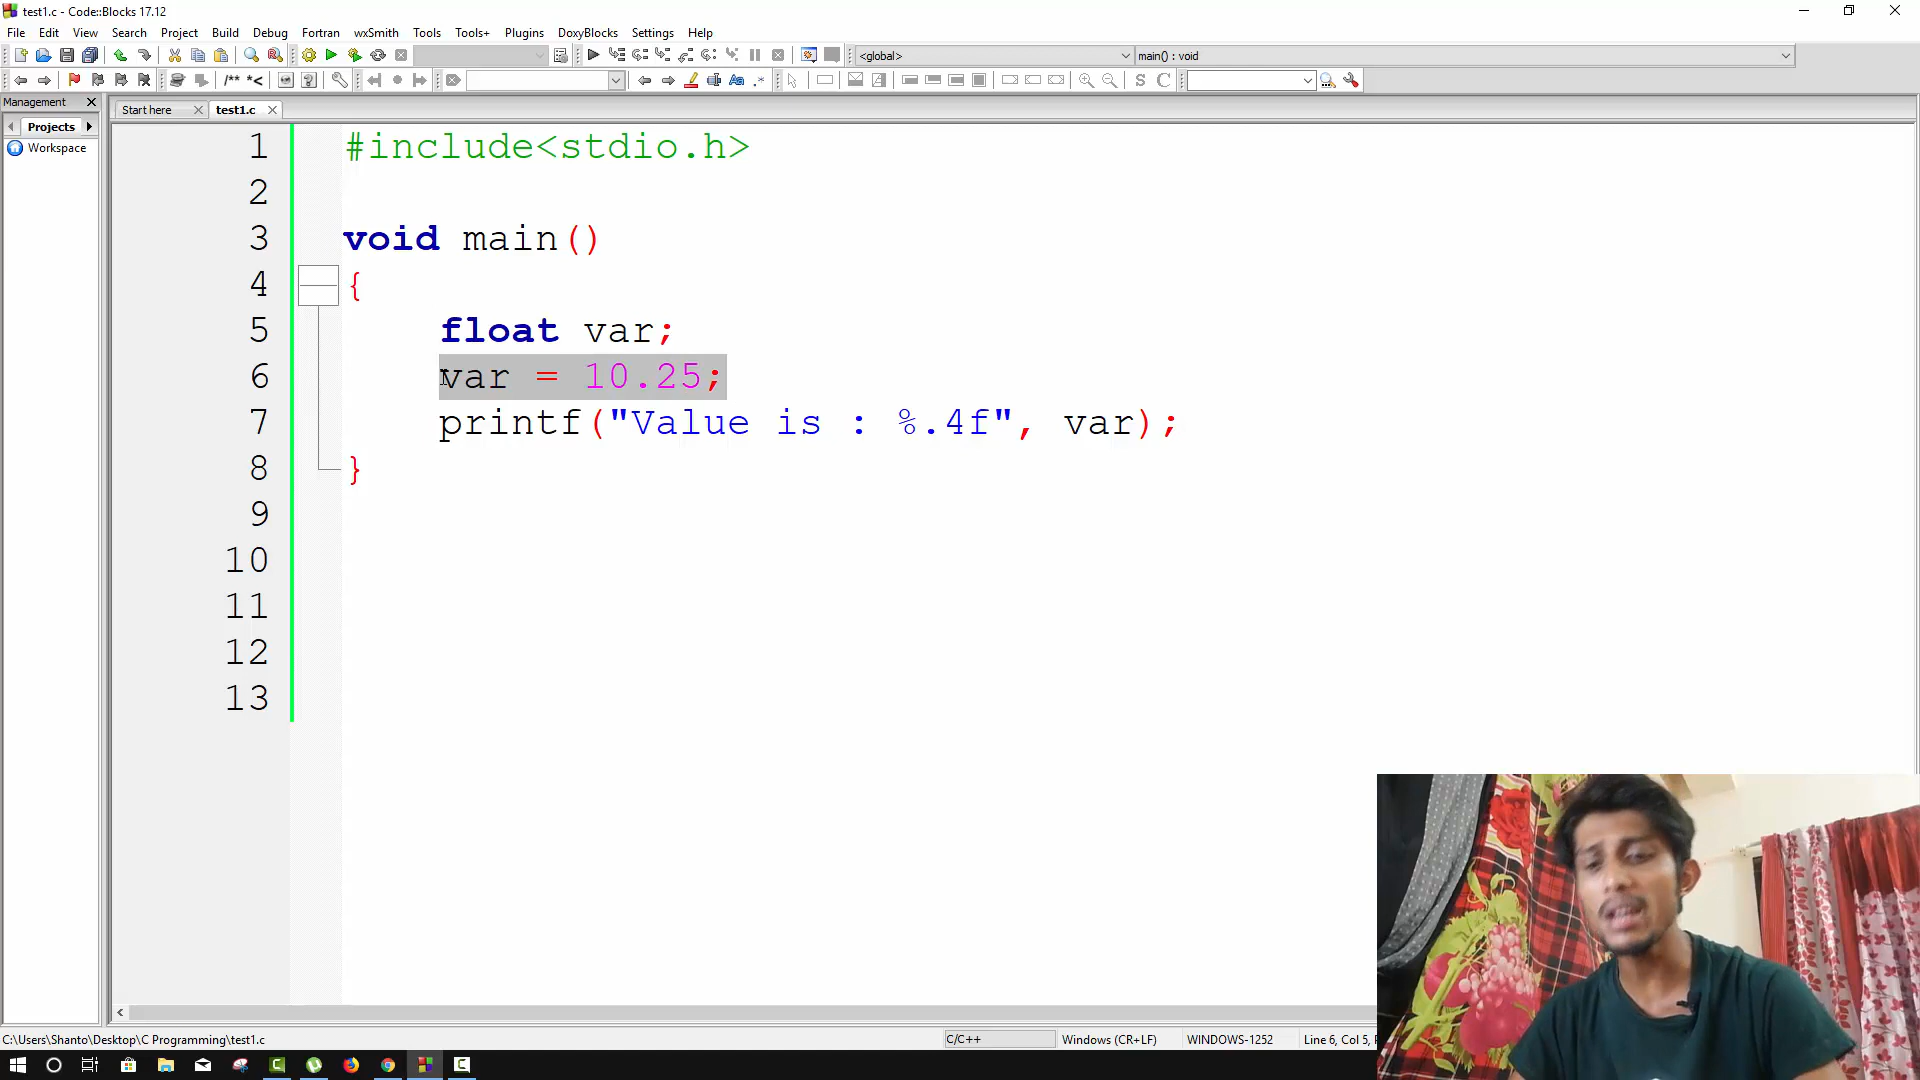 test1.c - Code::Blocks 17.12
File Edit View Search Project Build Debug Fortran wxSmith Tools Tools+ Plugins DoxyBlocks Settings Help
<global> main() : void
/** *< Aa .* S C
Management
Start here test1.c
Projects
Workspace
1 #include<stdio.h>
2
3 void main()
4 {
5 float var;
6 var = 10.25;
7 printf("Value is : %.4f", var);
8 }
9
10
11
12
13
C:\Users\Shanto\Desktop\C Programming\test1.c C/C++ Windows (CR+LF) WINDOWS-1252 Line 6, Col 5,